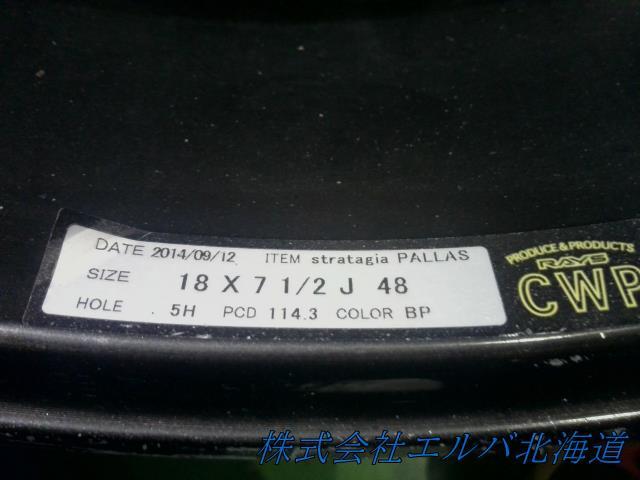 DATE 2014/09/12 ITEM stratagia PALLAS
SIZE 18 X 7 1/2 J 48
HOLE 5H PCD 114.3 COLOR BP
PRODUCE & PRODUCTS
RAYS
CWP
株式会社エルバ北海道